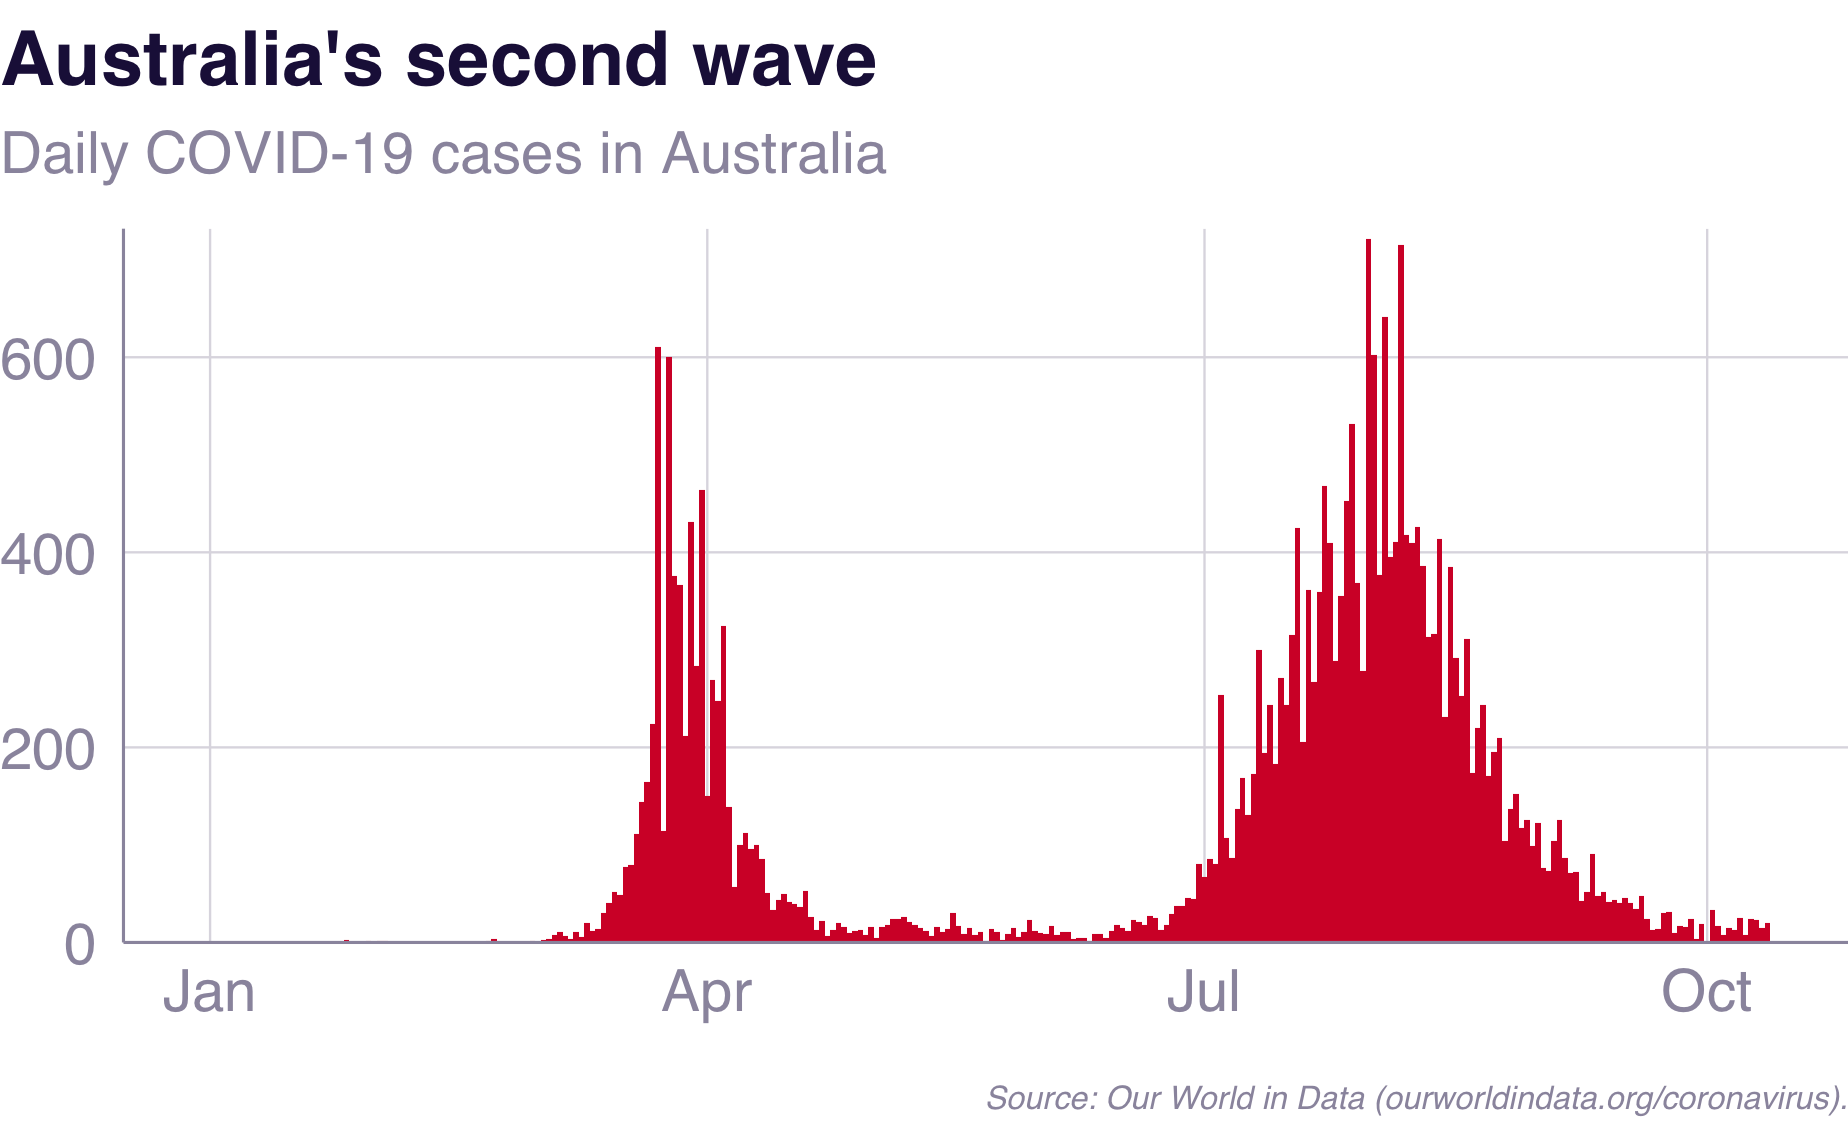 Australia's second wave
Daily COVID-19 cases in Australia
600
400
200
0
Jan Apr Jul Oct
Source: Our World in Data (ourworldindata.org/coronavirus).